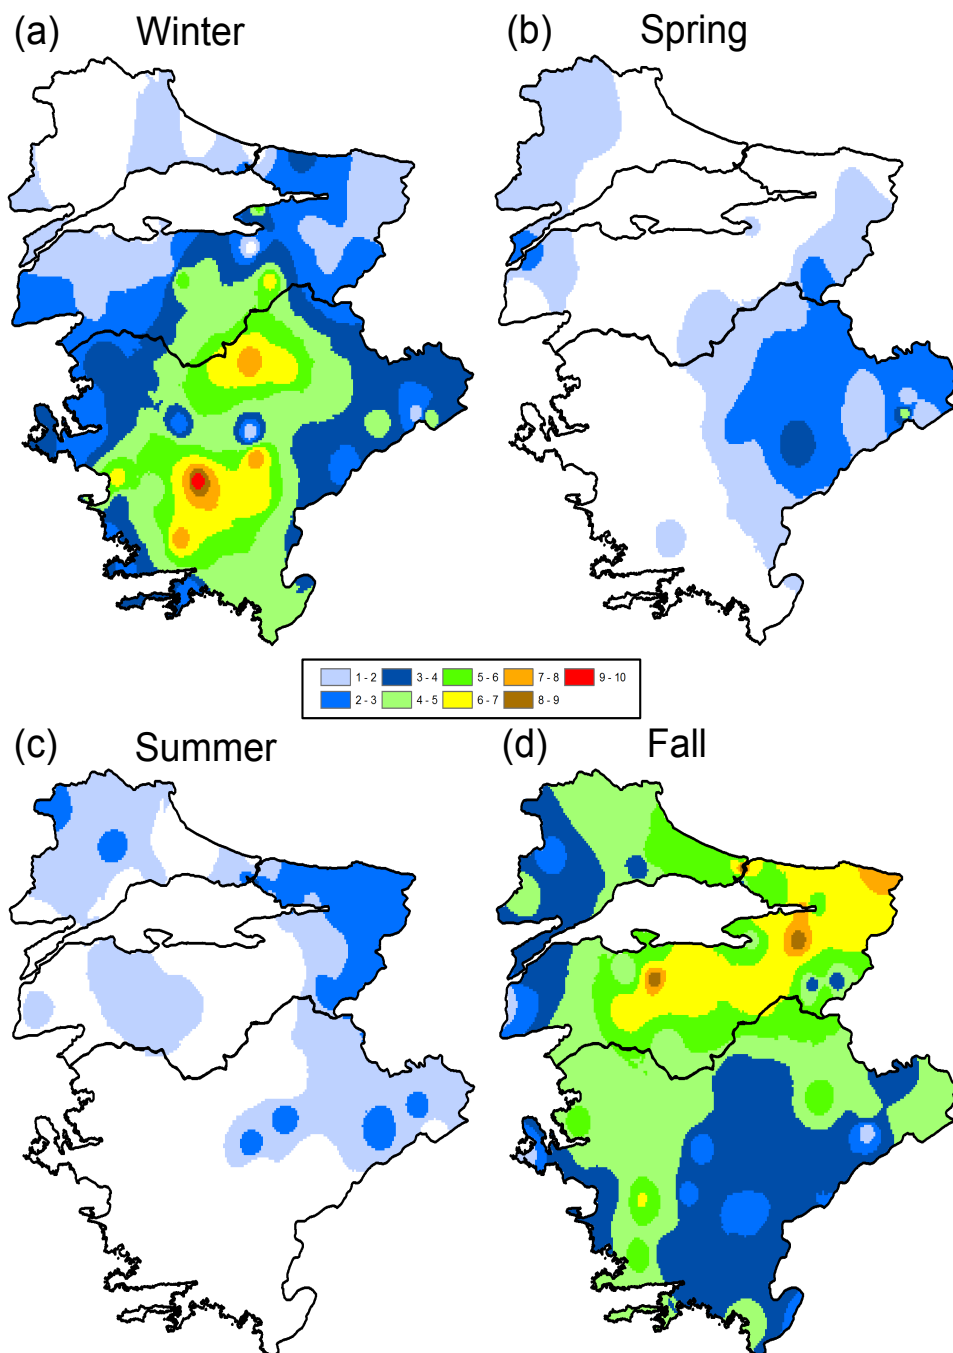 (a) Winter
(b) Spring
1 - 2 3 - 4 5 - 6 7 - 8 9 - 10
2 - 3 4 - 5 6 - 7 8 - 9
(c) Summer
(d) Fall